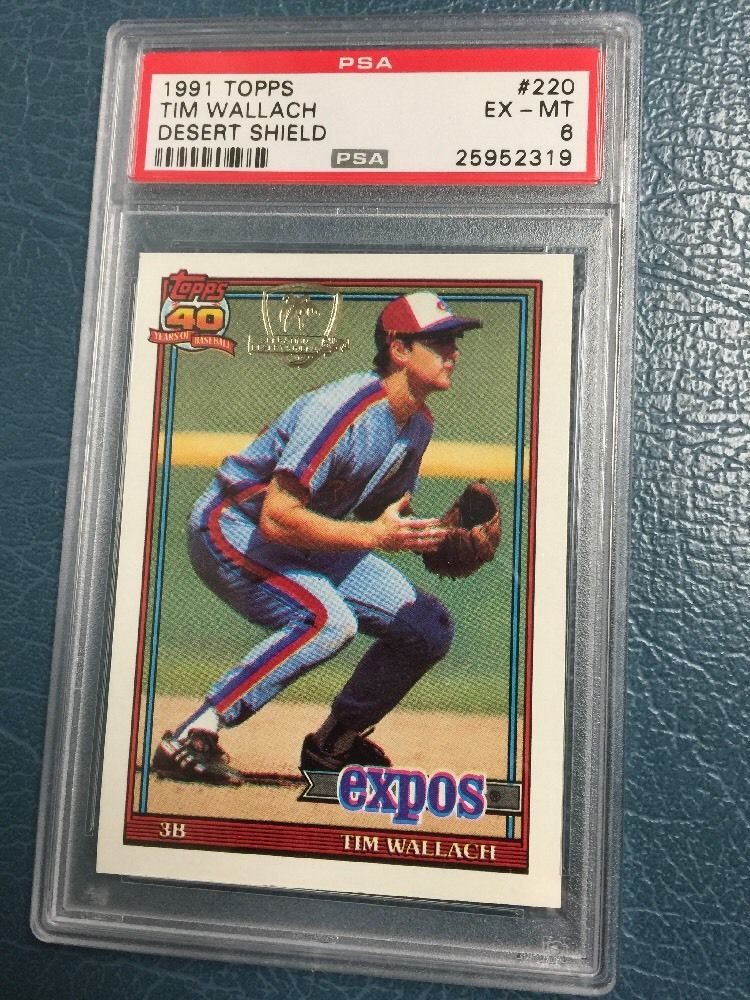 PSA
1991 TOPPS #220
TIM WALLACH EX - MT
DESERT SHIELD 6
PSA 25952319
Topps
40
YEARS OF BASEBALL
expos
3B TIM WALLACH